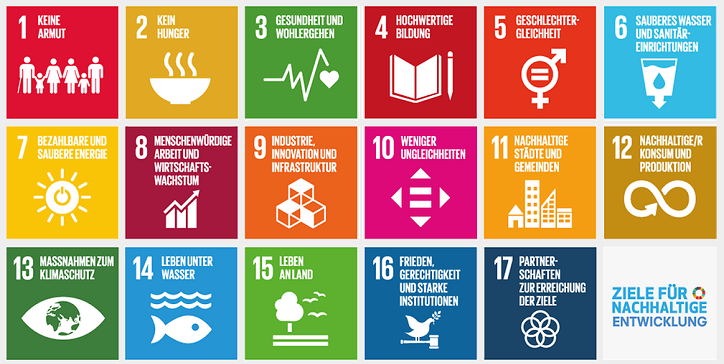 1 KEINE
ARMUT
2 KEIN
HUNGER
3 GESUNDHEIT UND
WOHLERGEHEN
4 HOCHWERTIGE
BILDUNG
5 GESCHLECHTER-
GLEICHHEIT
6 SAUBERES WASSER
UND SANITÄR-
EINRICHTUNGEN
7 BEZAHLBARE UND
SAUBERE ENERGIE
8 MENSCHENWÜRDIGE
ARBEIT UND
WIRTSCHAFTS-
WACHSTUM
9 INDUSTRIE,
INNOVATION UND
INFRASTRUKTUR
10 WENIGER
UNGLEICHHEITEN
11 NACHHALTIGE
STÄDTE UND
GEMEINDEN
12 NACHHALTIGE/R
KONSUM UND
PRODUKTION
13 MASSNAHMEN ZUM
KLIMASCHUTZ
14 LEBEN UNTER
WASSER
15 LEBEN
AN LAND
16 FRIEDEN,
GERECHTIGKEIT
UND STARKE
INSTITUTIONEN
17 PARTNER-
SCHAFTEN
ZUR ERREICHUNG
DER ZIELE
ZIELE FÜR
NACHHALTIGE
ENTWICKLUNG